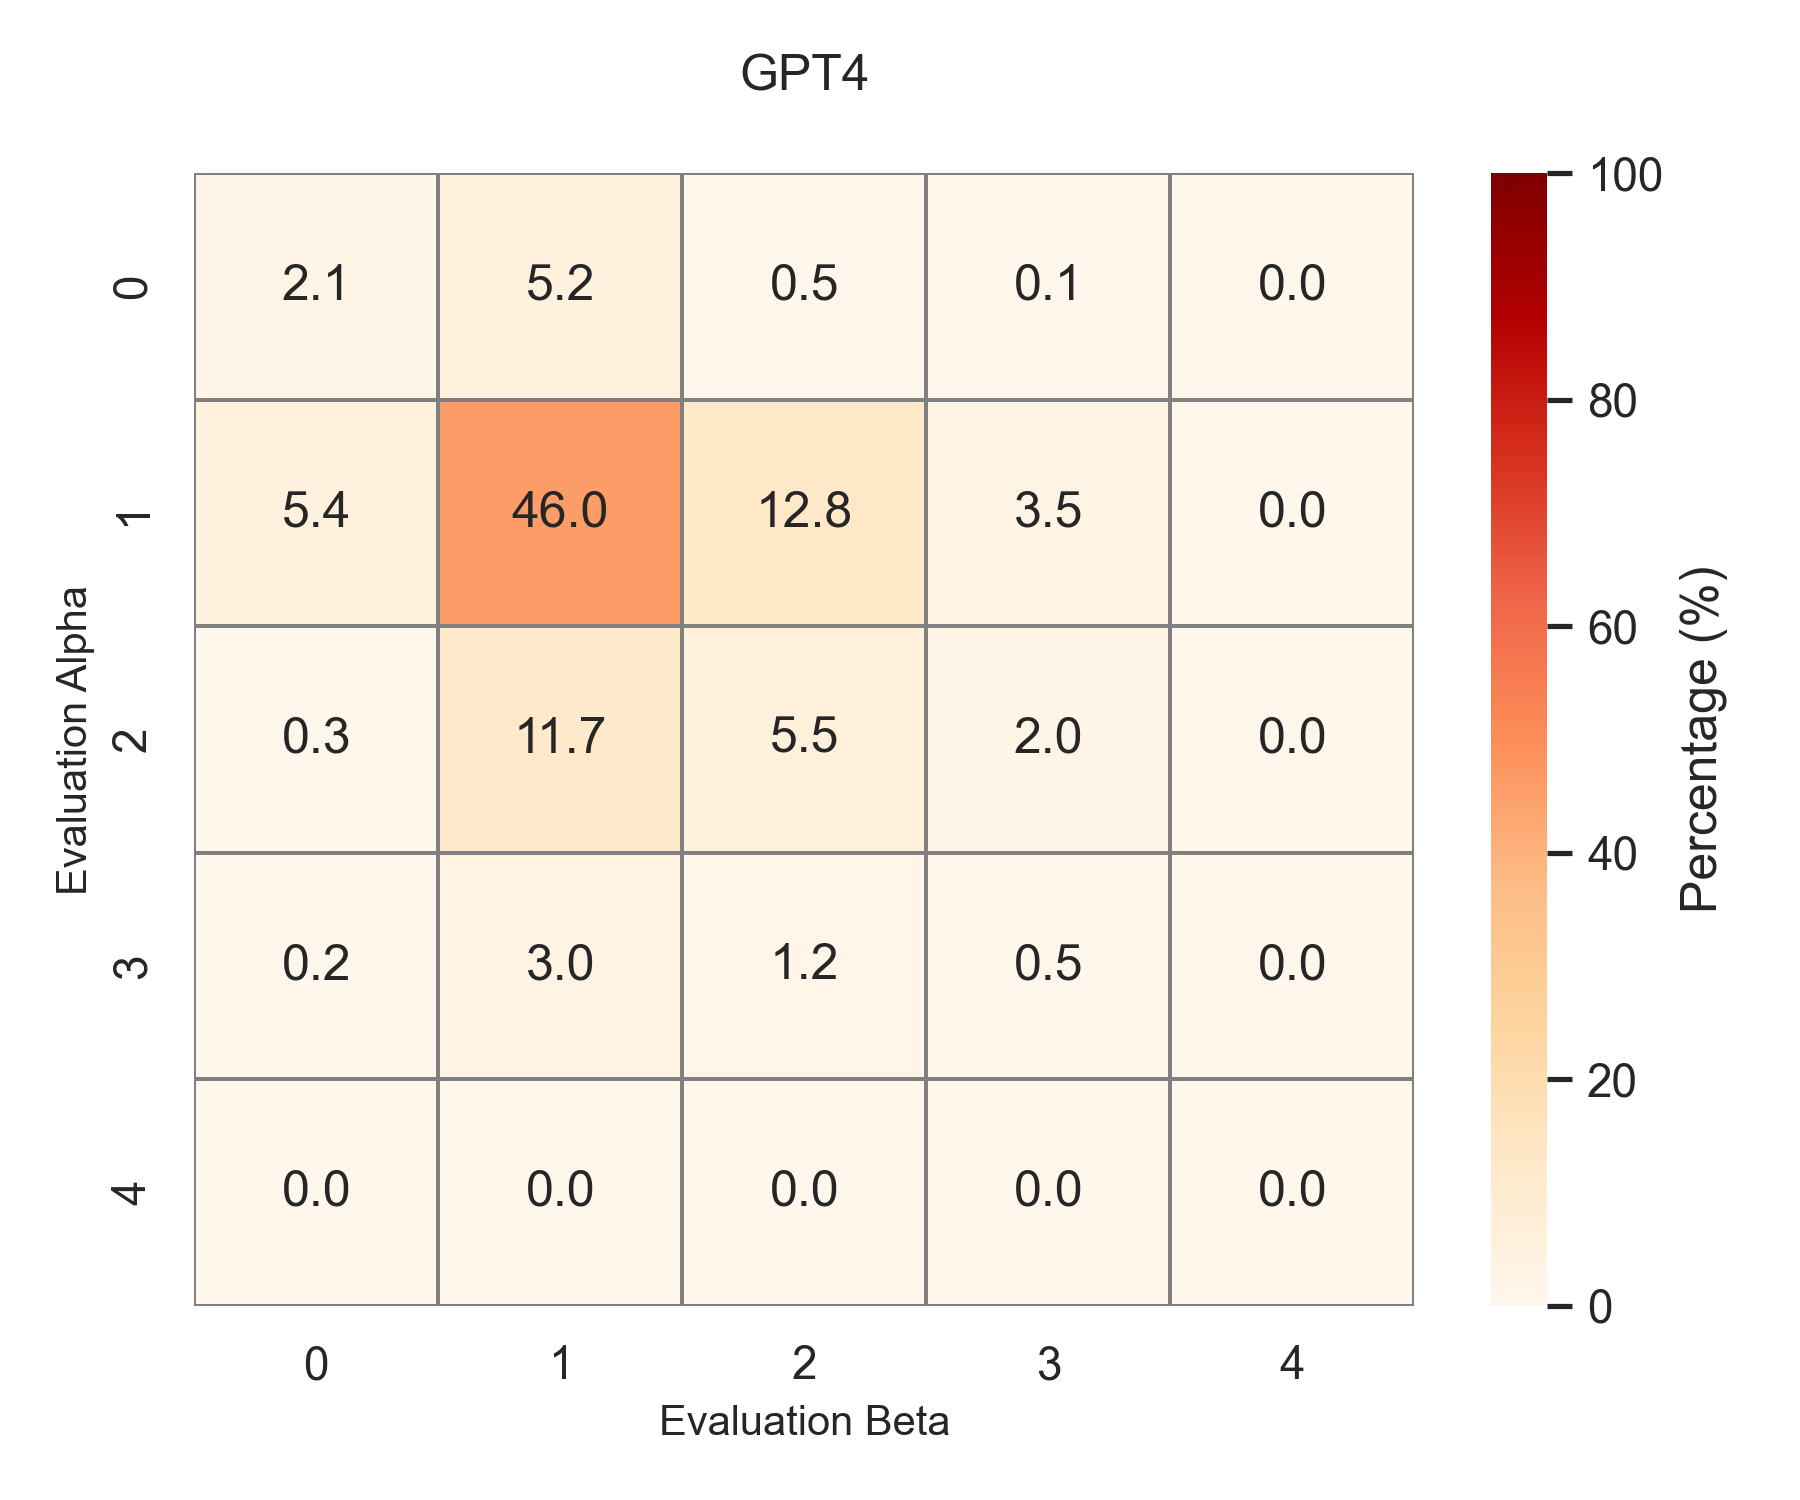 GPT4
0 2.1 5.2 0.5 0.1 0.0
1 5.4 46.0 12.8 3.5 0.0
2 0.3 11.7 5.5 2.0 0.0
3 0.2 3.0 1.2 0.5 0.0
4 0.0 0.0 0.0 0.0 0.0
0 1 2 3 4
Evaluation Beta
Evaluation Alpha
100
80
60
40
20
0
Percentage (%)